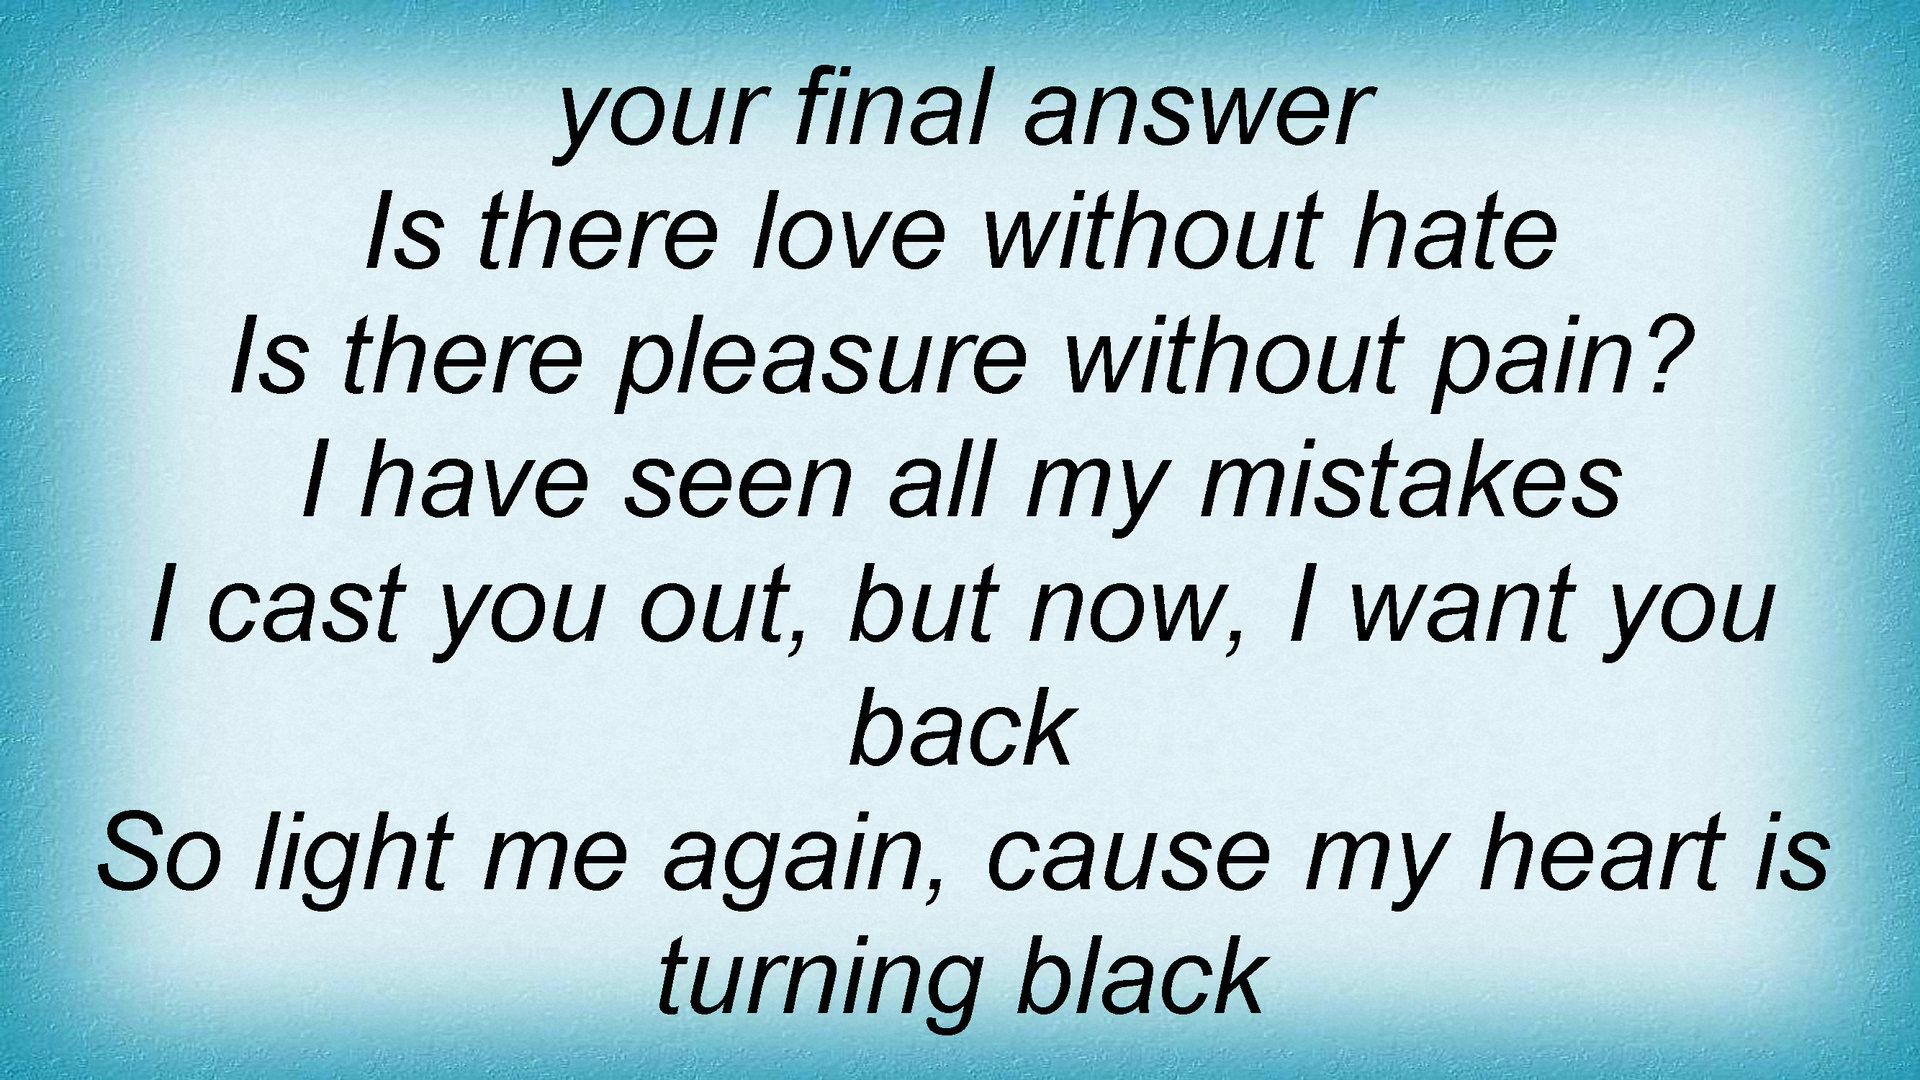 your final answer
Is there love without hate
Is there pleasure without pain?
I have seen all my mistakes
I cast you out, but now, I want you
back
So light me again, cause my heart is
turning black